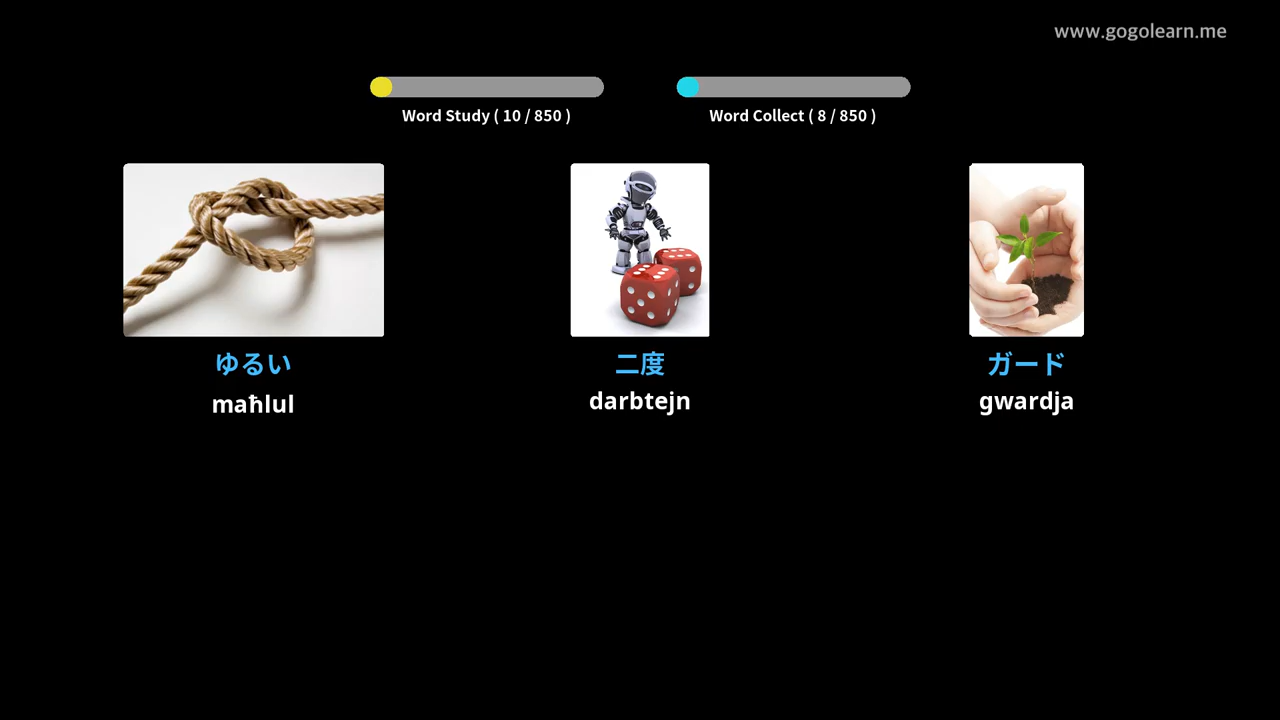 www.gogolearn.me
Word Study ( 10 / 850 )
Word Collect ( 8 / 850 )
ゆるい
二度
ガード
maħlul
darbtejn
gwardja